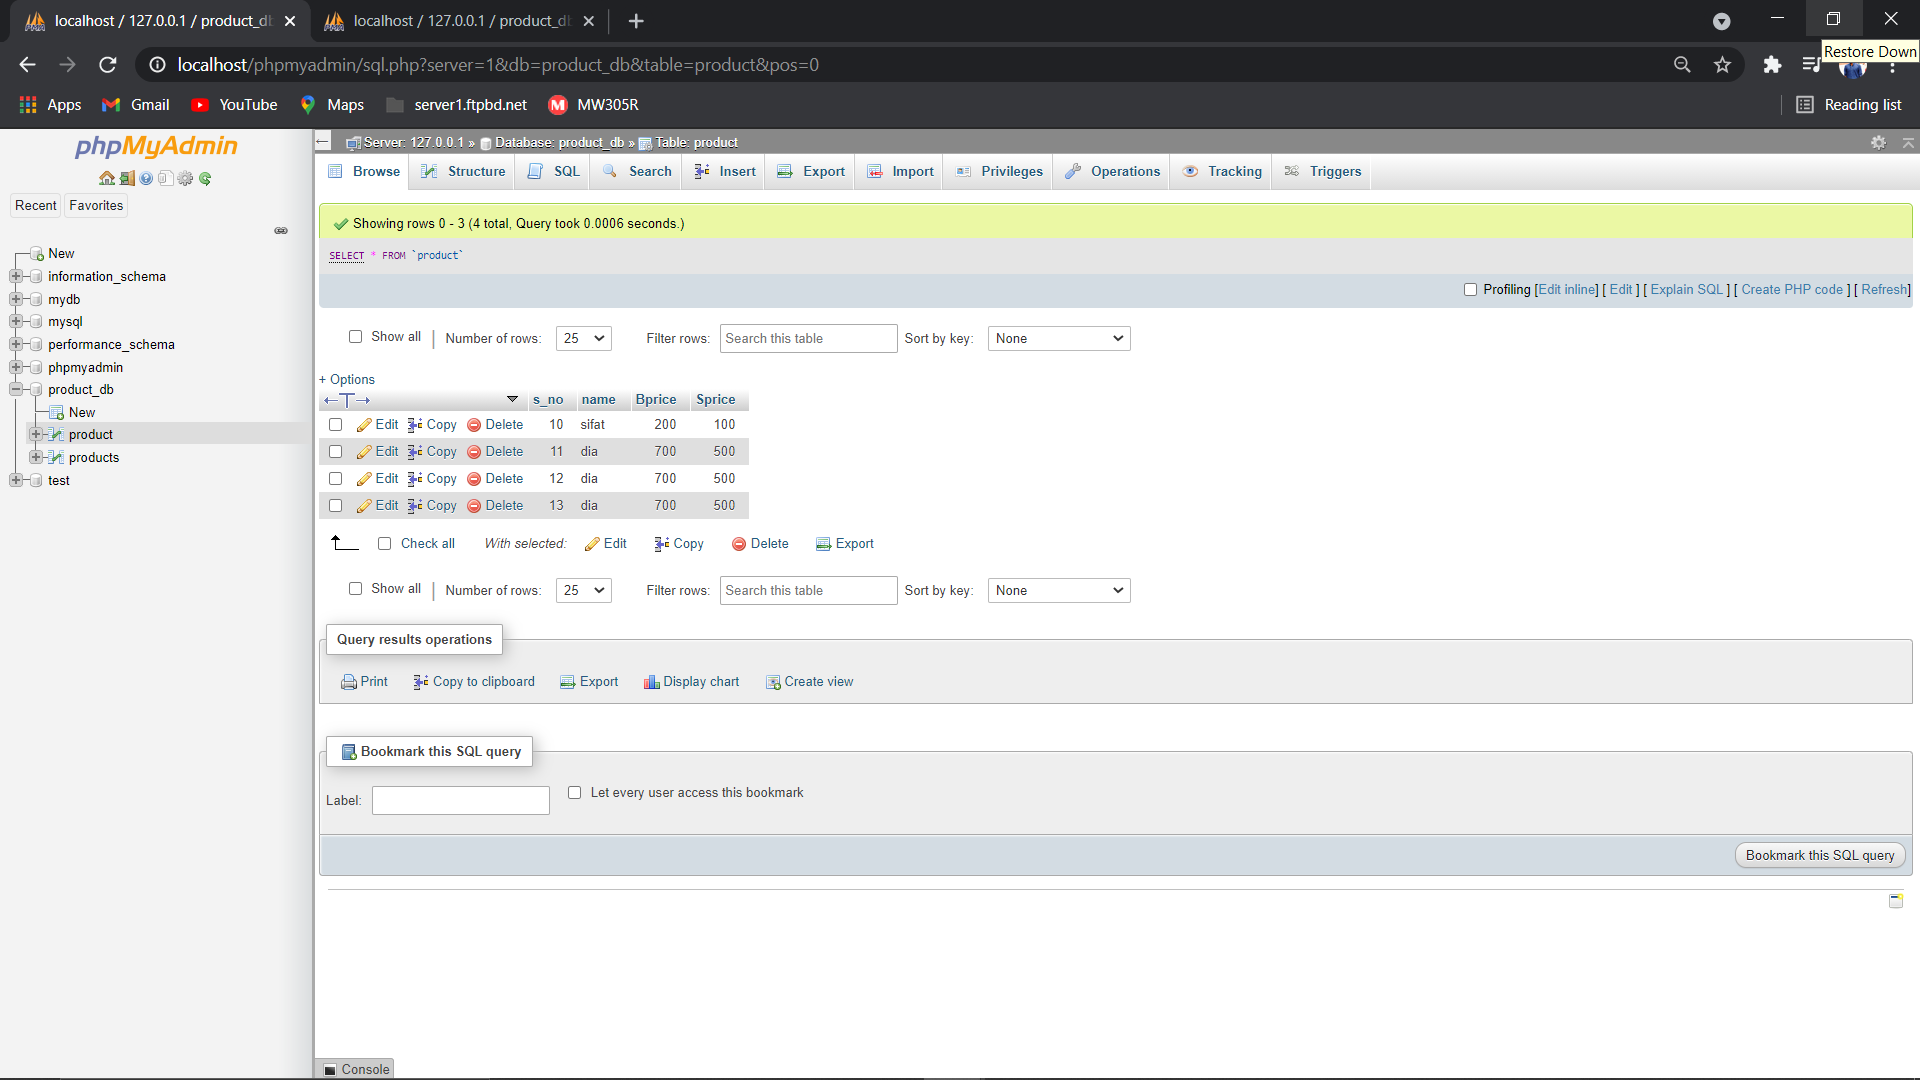 localhost / 127.0.0.1 / product_d
localhost / 127.0.0.1 / product_d
Restore Down
localhost/phpmyadmin/sql.php?server=1&db=product_db&table=product&pos=0
Apps Gmail YouTube Maps server1.ftpbd.net MW305R Reading list
phpMyAdmin
Recent Favorites
New
information_schema
mydb
mysql
performance_schema
phpmyadmin
product_db
New
product
products
test
Server: 127.0.0.1 » Database: product_db » Table: product
Browse Structure SQL Search Insert Export Import Privileges Operations Tracking Triggers
Showing rows 0 - 3 (4 total, Query took 0.0006 seconds.)
SELECT * FROM `product`
Profiling [Edit inline] [ Edit ] [ Explain SQL ] [ Create PHP code ] [ Refresh]
Show all | Number of rows: 25 Filter rows: Search this table Sort by key: None
+ Options
←T→ s_no name Bprice Sprice
Edit Copy Delete 10 sifat 200 100
Edit Copy Delete 11 dia 700 500
Edit Copy Delete 12 dia 700 500
Edit Copy Delete 13 dia 700 500
Check all With selected: Edit Copy Delete Export
Show all | Number of rows: 25 Filter rows: Search this table Sort by key: None
Query results operations
Print Copy to clipboard Export Display chart Create view
Bookmark this SQL query
Label: Let every user access this bookmark
Bookmark this SQL query
Console